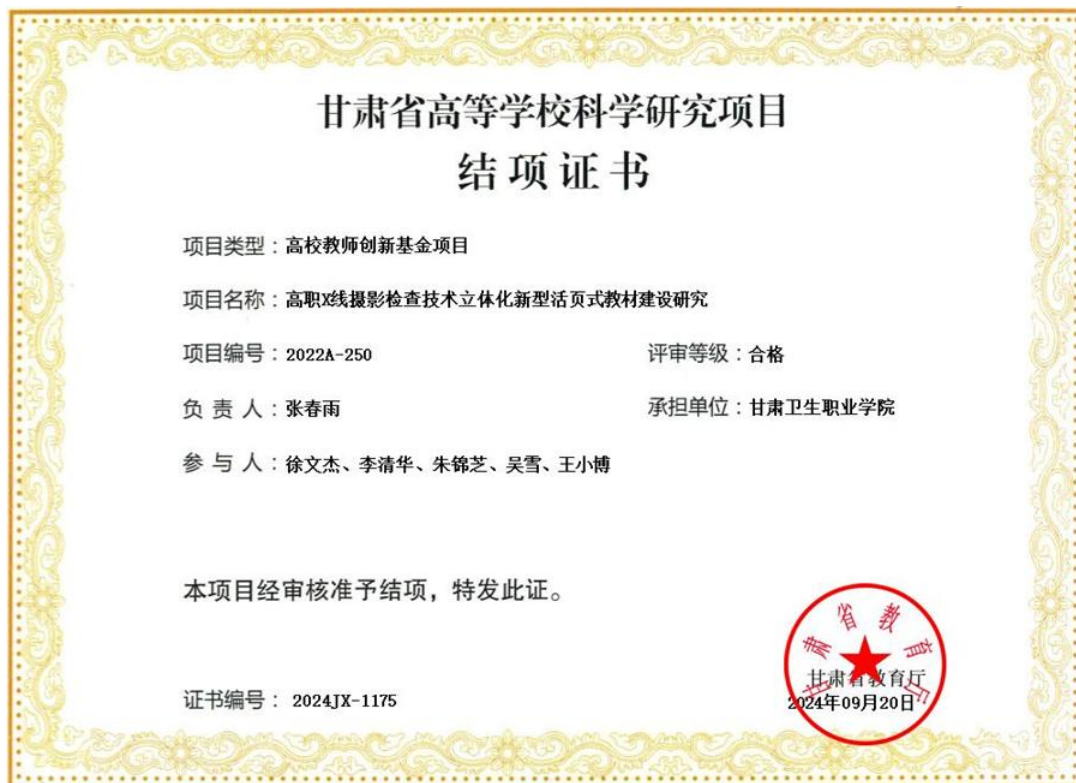 甘肃省高等学校科学研究项目
结项证书
项目类型：高校教师创新基金项目
项目名称：高职X线摄影检查技术立体化新型活页式教材建设研究
项目编号：2022A-250 评审等级：合格
负责人：张春雨 承担单位：甘肃卫生职业学院
参与人：徐文杰、李清华、朱锦芝、吴雪、王小博
本项目经审核准予结项，特发此证。
甘肃省教育厅
甘肃省教育厅
证书编号：2024JX-1175 2024年09月20日